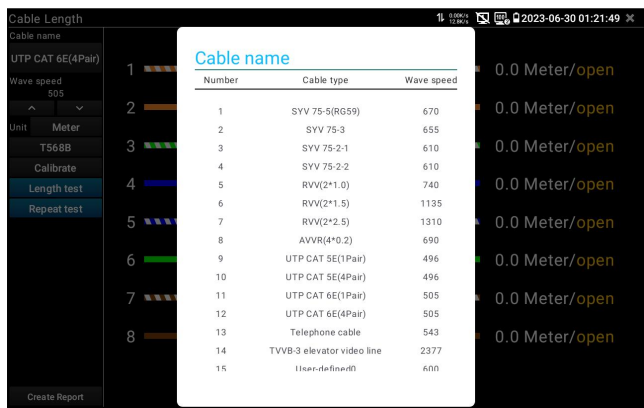 Cable Length
0.00K/s
12.8K/s
100
2023-06-30 01:21:49
Cable name
UTP CAT 6E(4Pair)
Wave speed
505
Unit Meter
T568B
Calibrate
Length test
Repeat test
Create Report
Cable name
Number Cable type Wave speed
1 SYV 75-5(RG59) 670
2 SYV 75-3 655
3 SYV 75-2-1 610
4 SYV 75-2-2 610
5 RVV(2*1.0) 740
6 RVV(2*1.5) 1135
7 RVV(2*2.5) 1310
8 AVVR(4*0.2) 690
9 UTP CAT 5E(1Pair) 496
10 UTP CAT 5E(4Pair) 496
11 UTP CAT 6E(1Pair) 505
12 UTP CAT 6E(4Pair) 505
13 Telephone cable 543
14 TVVB-3 elevator video line 2377
15 User-defined0 600
1 0.0 Meter/open
2 0.0 Meter/open
3 0.0 Meter/open
4 0.0 Meter/open
5 0.0 Meter/open
6 0.0 Meter/open
7 0.0 Meter/open
8 0.0 Meter/open